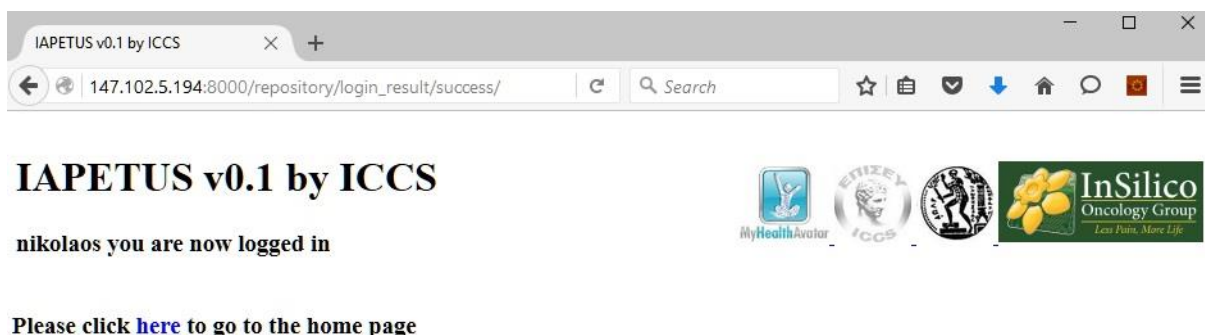 IAPETUS v0.1 by ICCS
147.102.5.194:8000/repository/login_result/success/
Search
IAPETUS v0.1 by ICCS
nikolaos you are now logged in
MyHealthAvatar
ΕΠΙΣΕΥ
ICCS
InSilico
Oncology Group
Less Pain, More Life
Please click here to go to the home page